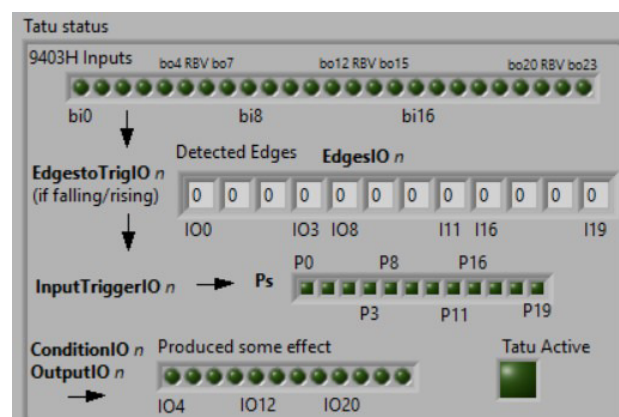 Tatu status
9403H Inputs bo4 RBV bo7 bo12 RBV bo15 bo20 RBV bo23
bi0 bi8 bi16
Detected Edges EdgesIO n
EdgestoTrigIO n
(if falling/rising)
0 0 0 0 0 0 0 0 0 0 0 0
IO0 IO3 IO8 I11 I16 I19
P0 P8 P16
InputTriggerIO n Ps
P3 P11 P19
ConditionIO n Produced some effect Tatu Active
OutputIO n
IO4 IO12 IO20